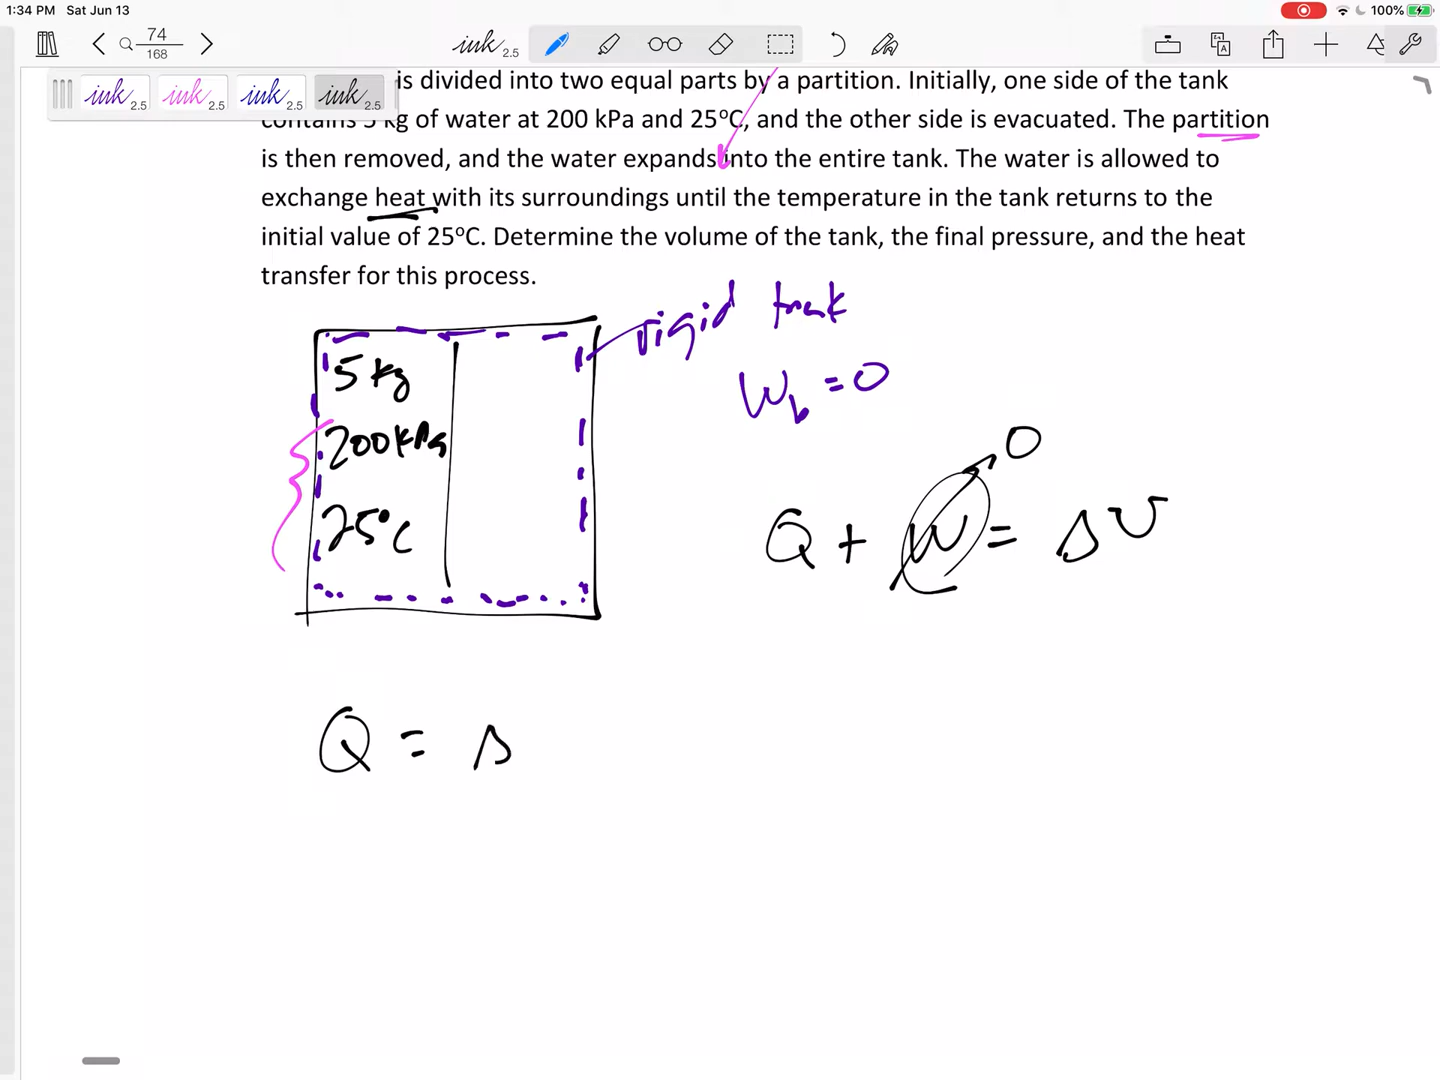 1:34 PM Sat Jun 13
100%
74
168
ink 2.5
ink 2.5 ink 2.5 ink 2.5 ink 2.5
is divided into two equal parts by a partition. Initially, one side of the tank
contains 5 kg of water at 200 kPa and 25°C, and the other side is evacuated. The partition
is then removed, and the water expands into the entire tank. The water is allowed to
exchange heat with its surroundings until the temperature in the tank returns to the
initial value of 25°C. Determine the volume of the tank, the final pressure, and the heat
transfer for this process.
rigid tank
5 kg
W_b = 0
200 kPa
0
25°C
Q + W = ΔU
Q = Δ